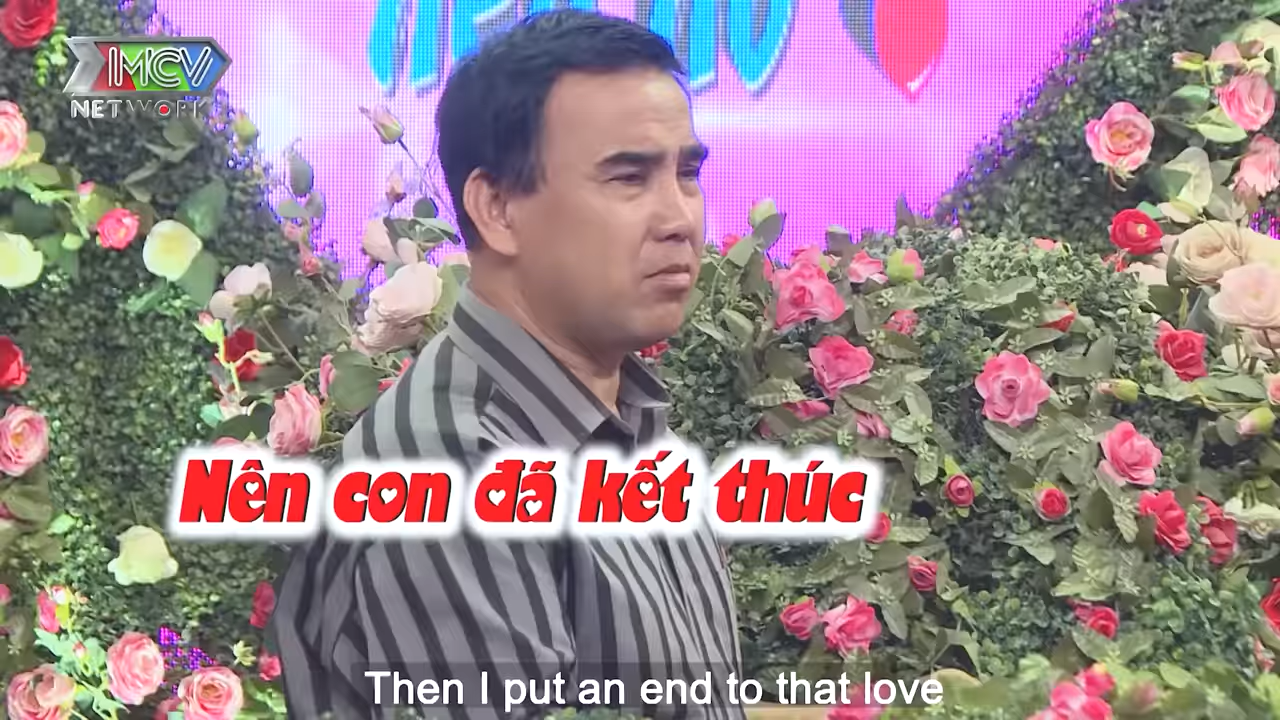 MCV
NETWORK
Nên con đã kết thúc
Then I put an end to that love